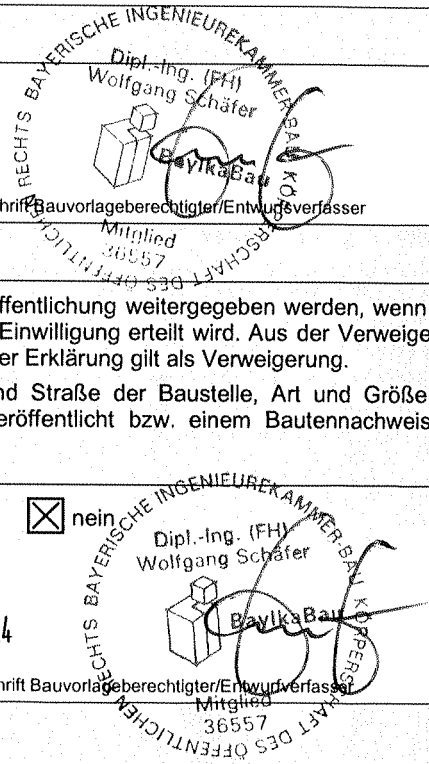 BAYERISCHE INGENIEUREKAMMER-BAU KÖRPERSCHAFT DES ÖFFENTLICHEN RECHTS
Dipl.-Ing. (FH)
Wolfgang Schäfer
BayIkaBau
hrift Bauvorlageberechtigter/Entwurfsverfasser
Mitglied
36557
ffentlichung weitergegeben werden, wenn
Einwilligung erteilt wird. Aus der Verweige
er Erklärung gilt als Verweigerung.
nd Straße der Baustelle, Art und Größe
eröffentlicht bzw. einem Bautennachweis
nein
BAYERISCHE INGENIEUREKAMMER-BAU KÖRPERSCHAFT DES ÖFFENTLICHEN RECHTS
Dipl.-Ing. (FH)
Wolfgang Schäfer
BayIkaBau
4
hrift Bauvorlageberechtigter/Entwurfverfasser
Mitglied
36557